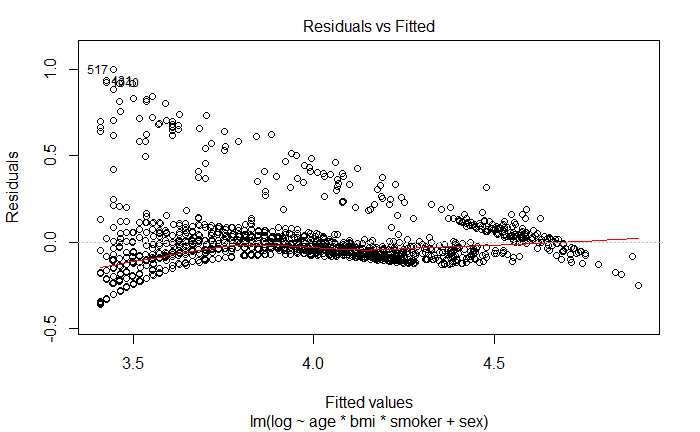 Residuals vs Fitted
Residuals
1.0
0.5
0.0
-0.5
517
3.5
4.0
4.5
Fitted values
lm(log ~ age * bmi * smoker + sex)